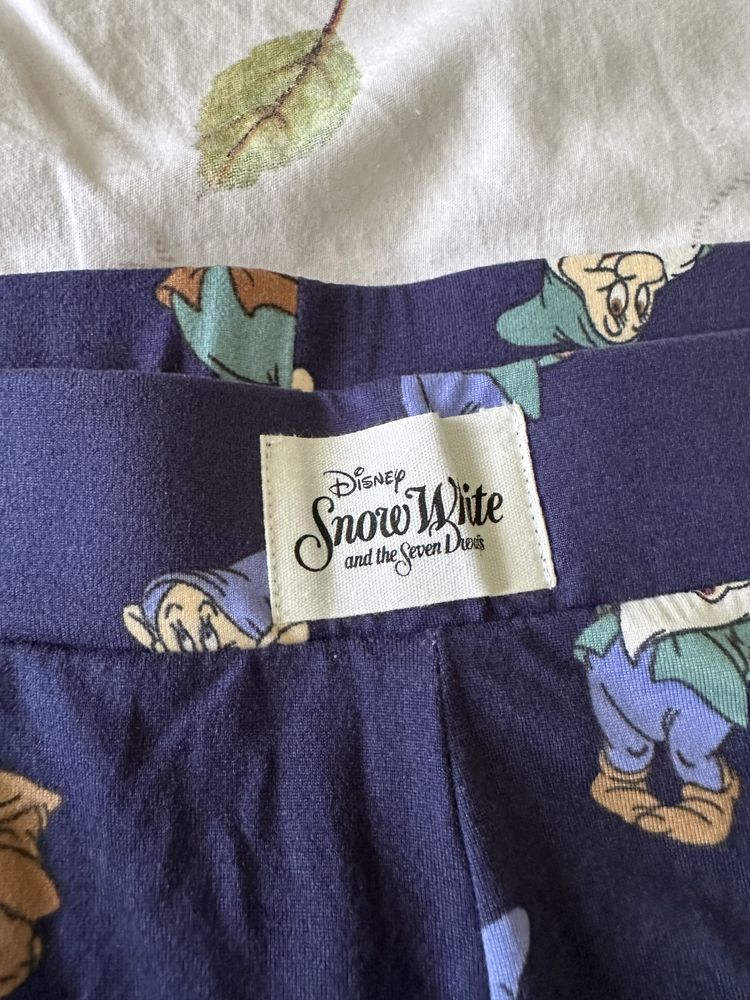 Disney
Snow White
and the Seven Dwarfs